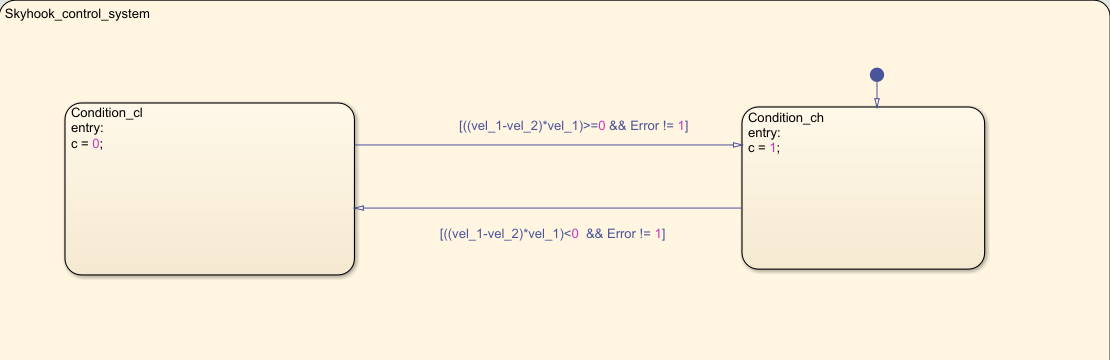 Skyhook_control_system
Condition_cl
entry:
c = 0;
[((vel_1-vel_2)*vel_1)>=0 && Error != 1]
Condition_ch
entry:
c = 1;
[((vel_1-vel_2)*vel_1)<0  && Error != 1]